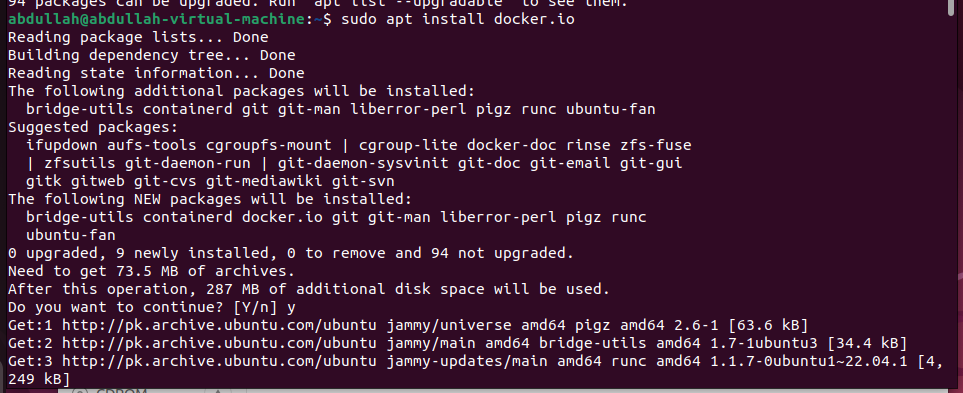 94 packages can be upgraded. Run 'apt list --upgradable' to see them.
abdullah@abdullah-virtual-machine:~$ sudo apt install docker.io
Reading package lists... Done
Building dependency tree... Done
Reading state information... Done
The following additional packages will be installed:
  bridge-utils containerd git git-man liberror-perl pigz runc ubuntu-fan
Suggested packages:
  ifupdown aufs-tools cgroupfs-mount | cgroup-lite docker-doc rinse zfs-fuse
  | zfsutils git-daemon-run | git-daemon-sysvinit git-doc git-email git-gui
  gitk gitweb git-cvs git-mediawiki git-svn
The following NEW packages will be installed:
  bridge-utils containerd docker.io git git-man liberror-perl pigz runc
  ubuntu-fan
0 upgraded, 9 newly installed, 0 to remove and 94 not upgraded.
Need to get 73.5 MB of archives.
After this operation, 287 MB of additional disk space will be used.
Do you want to continue? [Y/n] y
Get:1 http://pk.archive.ubuntu.com/ubuntu jammy/universe amd64 pigz amd64 2.6-1 [63.6 kB]
Get:2 http://pk.archive.ubuntu.com/ubuntu jammy/main amd64 bridge-utils amd64 1.7-1ubuntu3 [34.4 kB]
Get:3 http://pk.archive.ubuntu.com/ubuntu jammy-updates/main amd64 runc amd64 1.1.7-0ubuntu1~22.04.1 [4,
249 kB]